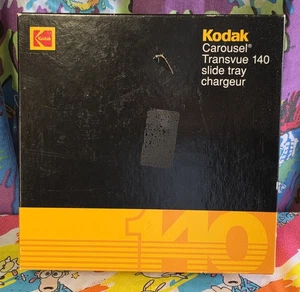 Kodak
Kodak
Carousel®
Transvue 140
slide tray
chargeur
140